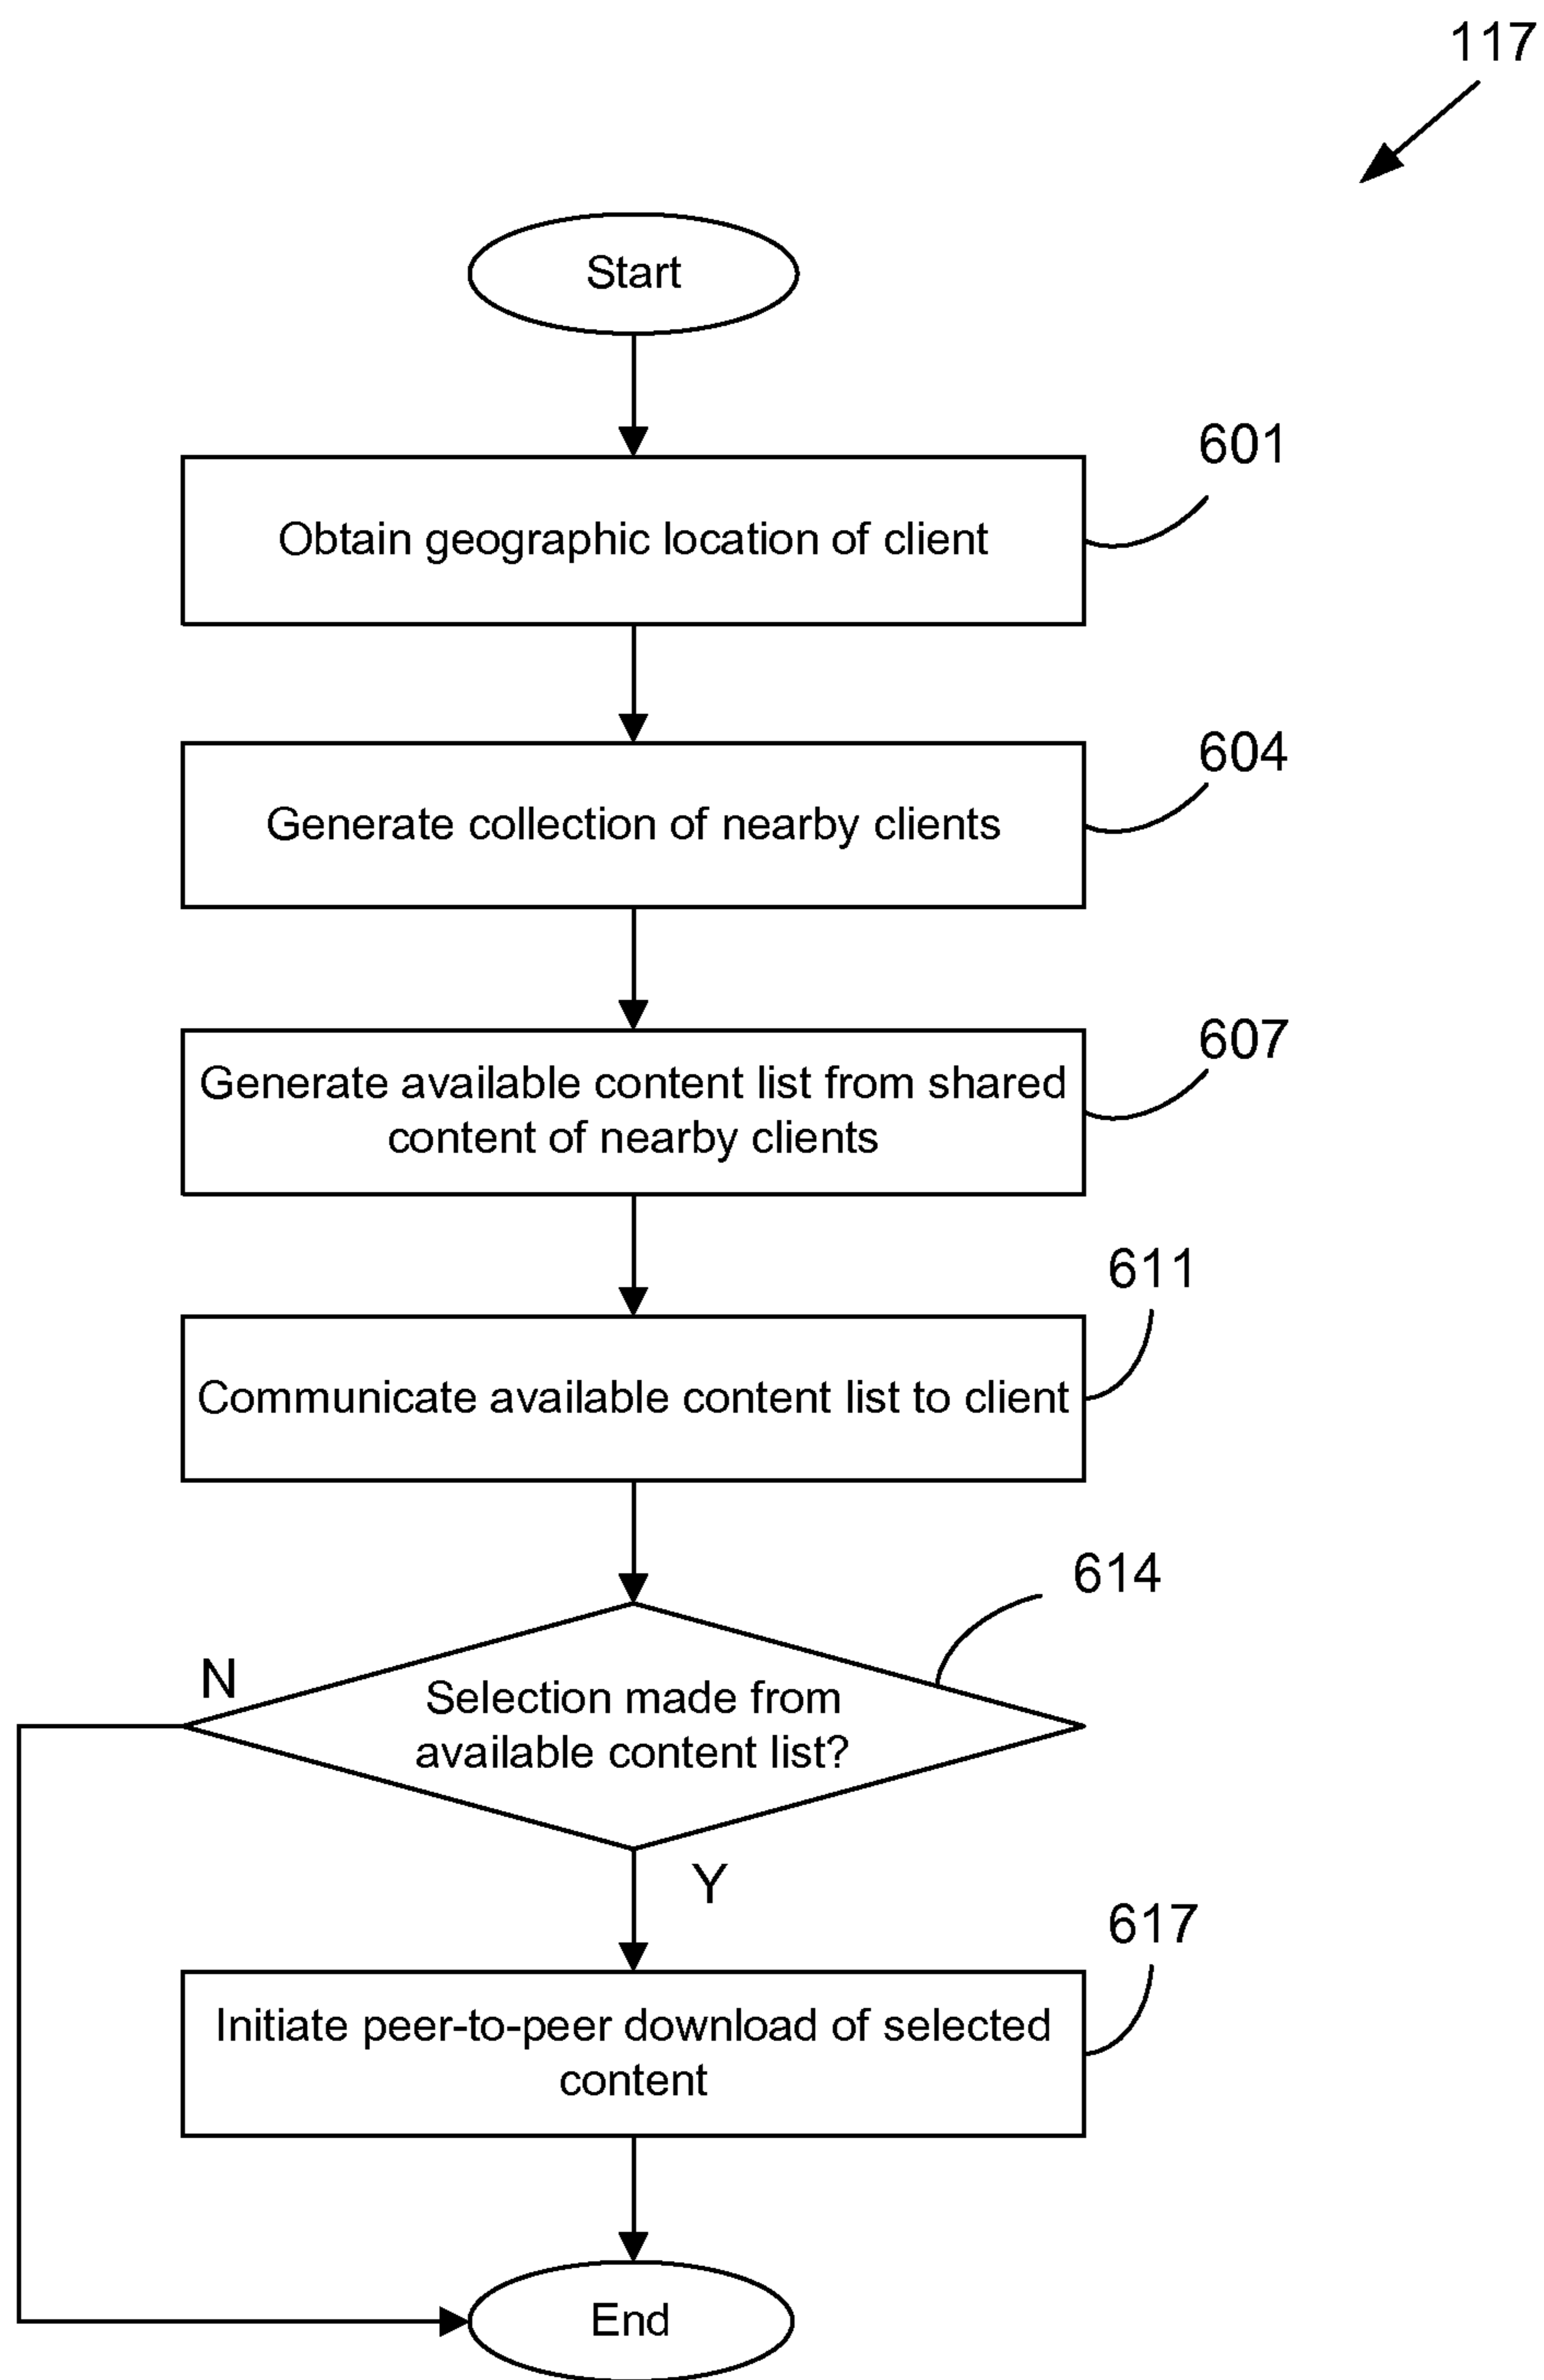 117
Start
601
Obtain geographic location of client
604
Generate collection of nearby clients
607
Generate available content list from shared
content of nearby clients
611
Communicate available content list to client
614
N
Selection made from
available content list?
Y
617
Initiate peer-to-peer download of selected
content
End